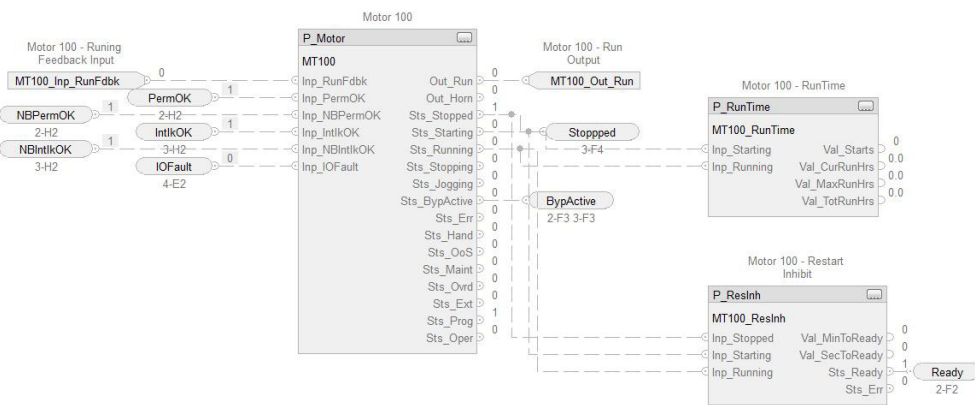 Motor 100
P_Motor
...
MT100
Inp_RunFdbk
Inp_PermOK
Inp_NBPermOK
Inp_IntlkOK
Inp_NBIntlkOK
Inp_IOFault
Out_Run
0
Out_Horn
0
Sts_Stopped
1
Sts_Starting
0
Sts_Running
0
Sts_Stopping
0
Sts_Jogging
0
Sts_BypActive
0
Sts_Err
0
Sts_Hand
0
Sts_OoS
0
Sts_Maint
0
Sts_Ovrd
0
Sts_Ext
0
Sts_Prog
1
Sts_Oper
0
Motor 100 - Runing
Feedback Input
MT100_Inp_RunFdbk
0
PermOK
1
2-H2
NBPermOK
1
2-H2
IntlkOK
1
3-H2
NBIntlkOK
1
3-H2
IOFault
0
4-E2
Motor 100 - Run
Output
MT100_Out_Run
Stoppped
3-F4
BypActive
2-F3 3-F3
Motor 100 - RunTime
P_RunTime
...
MT100_RunTime
Inp_Starting
Inp_Running
Val_Starts
0
Val_CurRunHrs
0.0
Val_MaxRunHrs
0.0
Val_TotRunHrs
0.0
Motor 100 - Restart
Inhibit
P_ResInh
...
MT100_ResInh
Inp_Stopped
Inp_Starting
Inp_Running
Val_MinToReady
0
Val_SecToReady
0
Sts_Ready
1
Sts_Err
0
Ready
2-F2